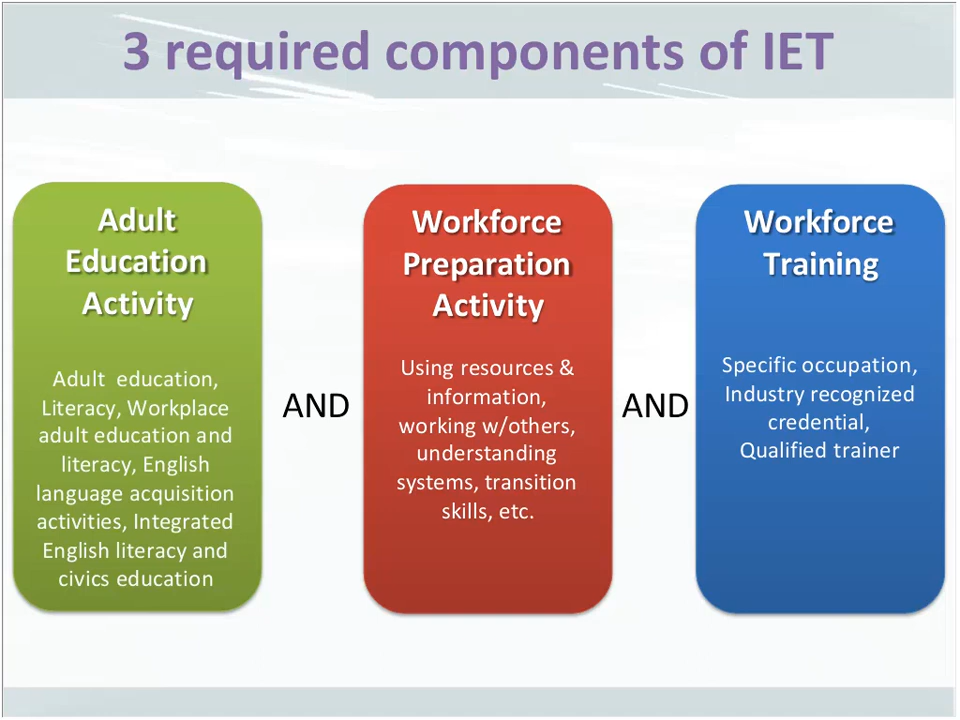 3 required components of IET
Adult
Education
Activity
Adult education,
Literacy, Workplace
adult education and
literacy, English
language acquisition
activities, Integrated
English literacy and
civics education
AND
Workforce
Preparation
Activity
Using resources &
information,
working w/others,
understanding
systems, transition
skills, etc.
AND
Workforce
Training
Specific occupation,
Industry recognized
credential,
Qualified trainer